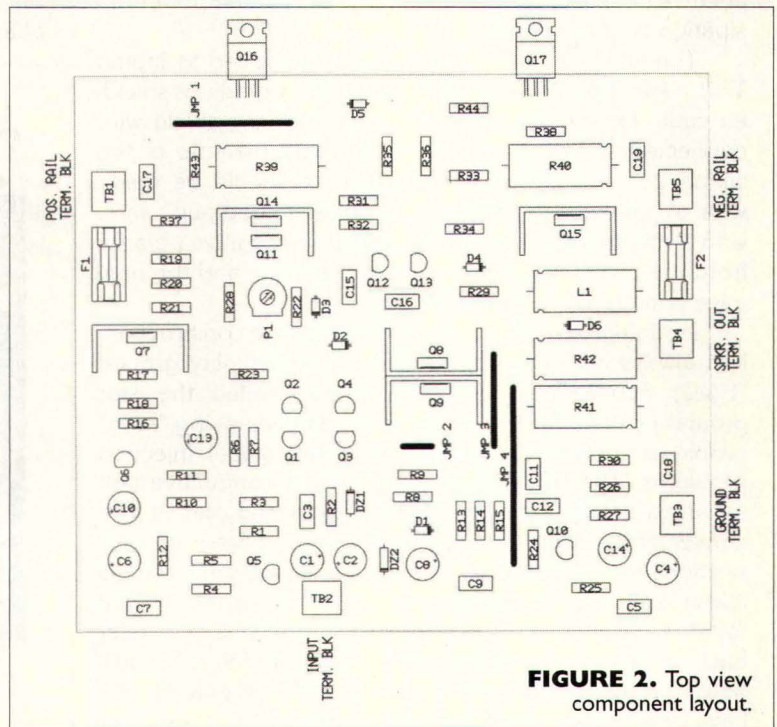 Q16
Q17
JMP 1
D5
R44
R38
R43
R39
R35
R36
R40
C19
POS. RAIL
TERM. BLK
TB1
C17
R33
TB5
NEG. RAIL
TERM. BLK
R31
Q14
R37
R32
R34
Q15
F1
Q11
R19
D4
F2
R20
Q12
Q13
C15
R29
L1
R21
R28
P1
R22
D3
C16
D6
TB4
SPKR. OUT
TERM. BLK
Q7
D2
Q8
R42
R17
R23
Q9
Q2
Q4
R41
R18
R16
C13
R6
R7
Q1
Q3
JMP 2
JMP 3
JMP 4
Q6
R11
R9
C11
R30
C18
R10
R3
C3
R2
DZ1
R8
C12
R26
C10
R1
D1
R13
R14
R15
R27
TB3
GROUND
TERM. BLK
C6
R12
R5
Q5
C1
C2
DZ2
C8
R24
Q10
C14
C4
R4
TB2
C9
R25
C7
C5
INPUT
TERM. BLK
FIGURE 2. Top view
component layout.